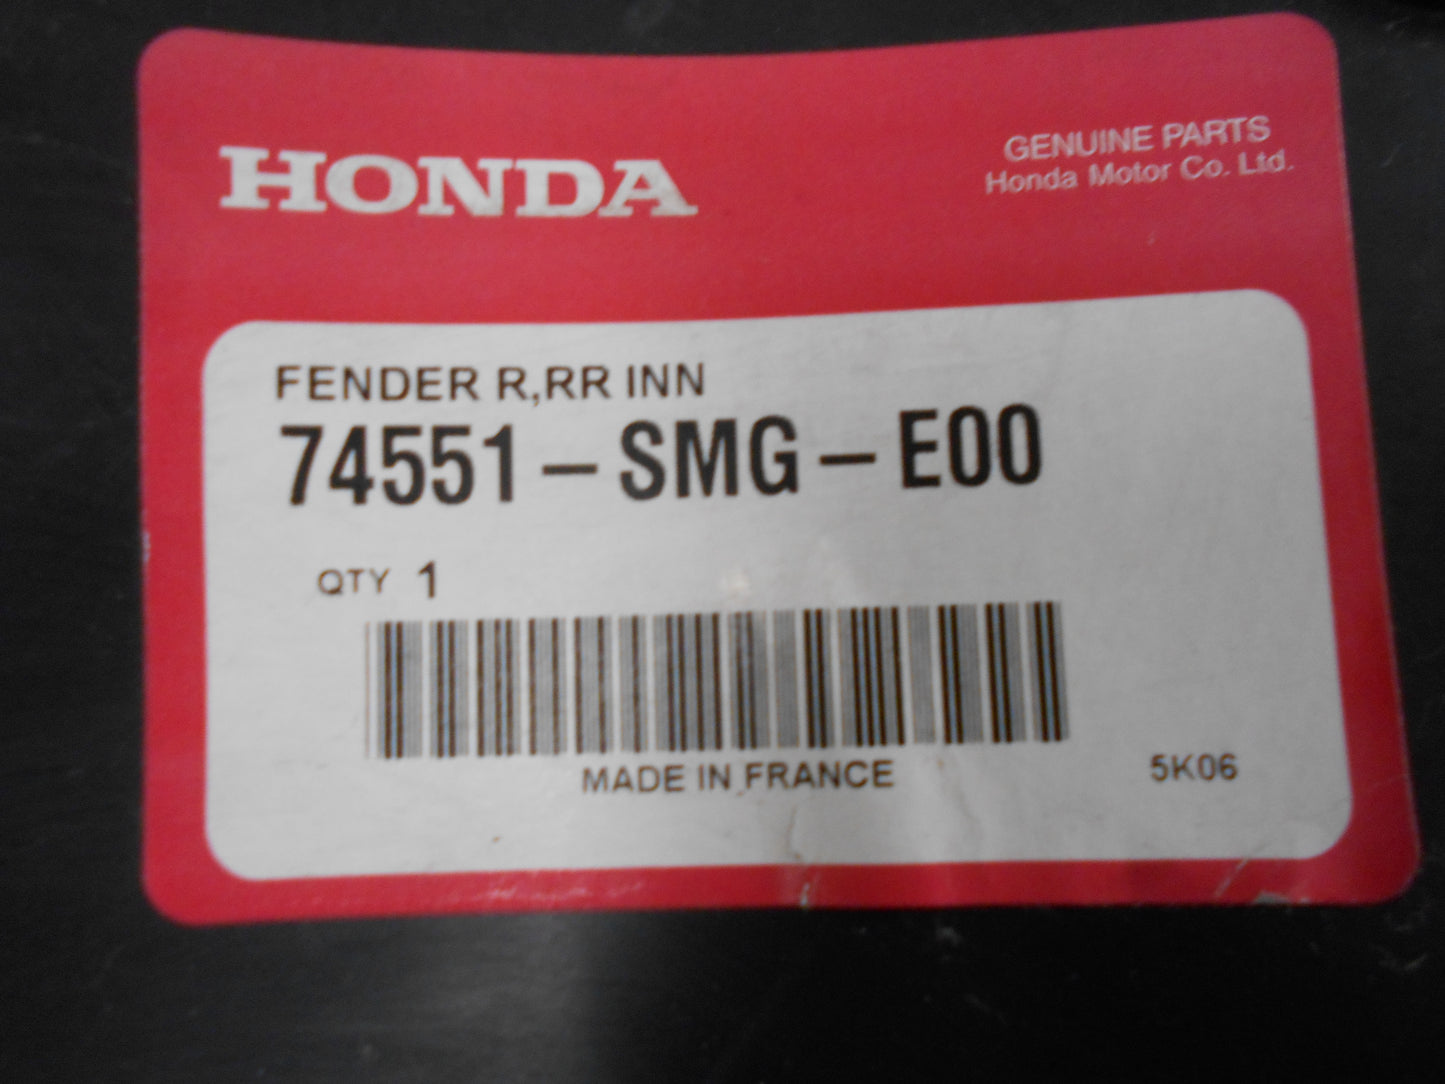 HONDA
GENUINE PARTS
Honda Motor Co. Ltd.
FENDER R,RR INN
74551-SMG-E00
QTY 1
MADE IN FRANCE
5K06